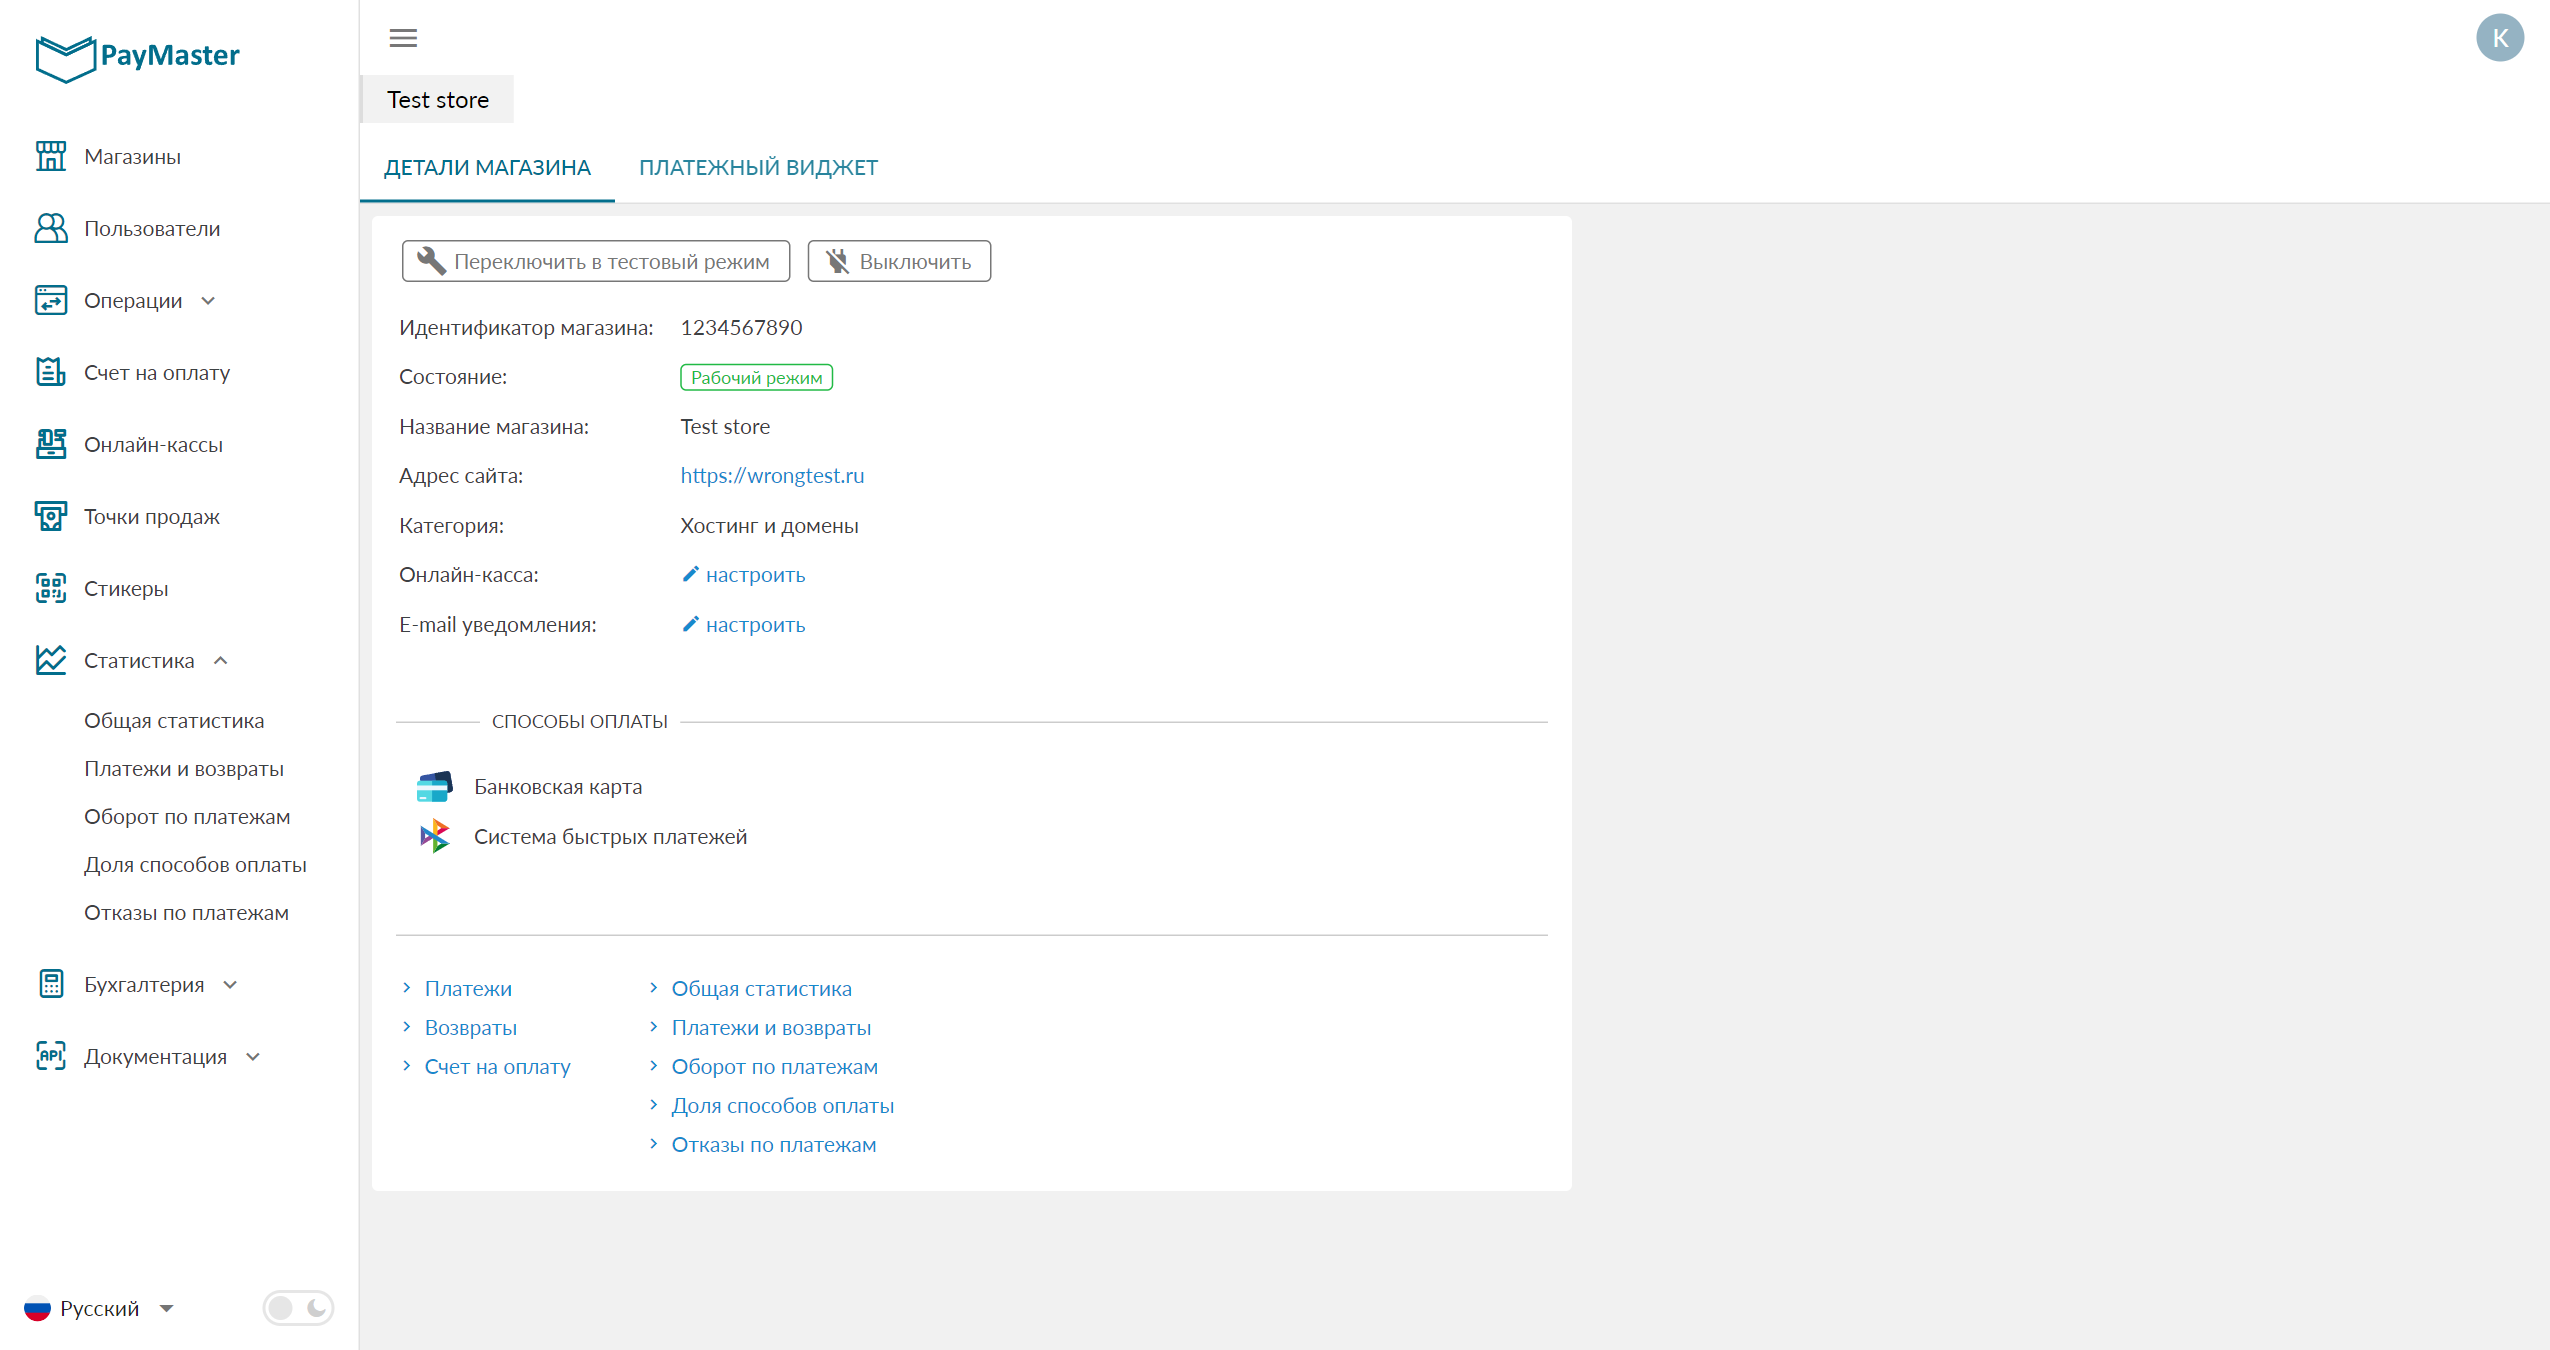 PayMaster
Магазины
Пользователи
Операции
Счет на оплату
Онлайн-кассы
Точки продаж
Стикеры
Статистика
Общая статистика
Платежи и возвраты
Оборот по платежам
Доля способов оплаты
Отказы по платежам
Бухгалтерия
API
Документация
Русский
K
Test store
ДЕТАЛИ МАГАЗИНА ПЛАТЕЖНЫЙ ВИДЖЕТ
Переключить в тестовый режим Выключить
Идентификатор магазина: 1234567890
Состояние: Рабочий режим
Название магазина: Test store
Адрес сайта: https://wrongtest.ru
Категория: Хостинг и домены
Онлайн-касса: настроить
E-mail уведомления: настроить
СПОСОБЫ ОПЛАТЫ
Банковская карта
Система быстрых платежей
Платежи
Возвраты
Счет на оплату
Общая статистика
Платежи и возвраты
Оборот по платежам
Доля способов оплаты
Отказы по платежам